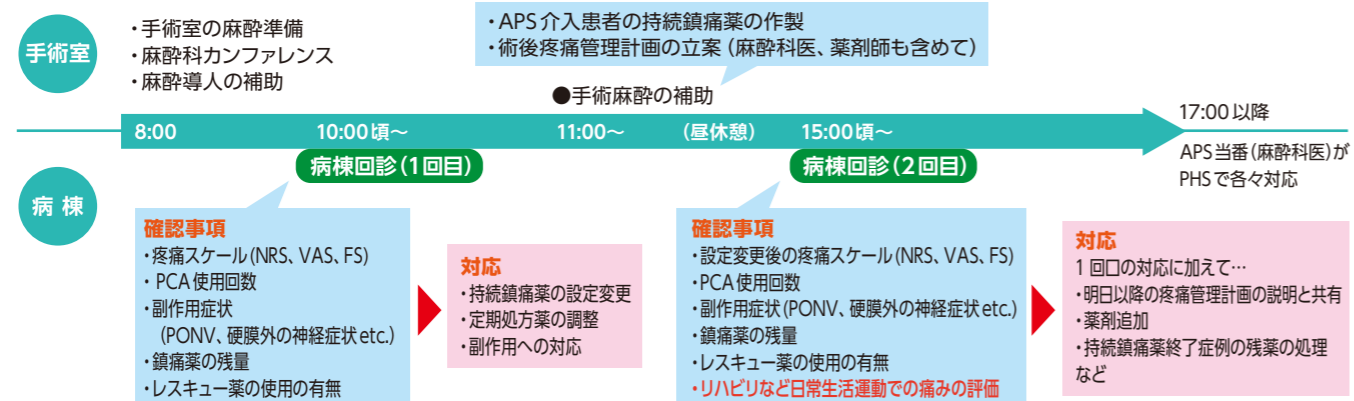 手術室
・手術室の麻酔準備
・麻酔科カンファレンス
・麻酔導人の補助
・APS介入患者の持続鎮痛薬の作製
・術後疼痛管理計画の立案（麻酔科医、薬剤師も含めて）
●手術麻酔の補助
8:00
10:00頃～
11:00～
（昼休憩）
15:00頃～
17:00以降
APS当番（麻酔科医）が
PHSで各々対応
病棟
病棟回診（1回目）
病棟回診（2回目）
確認事項
・疼痛スケール（NRS、VAS、FS）
・PCA使用回数
・副作用症状
（PONV、硬膜外の神経症状etc.）
・鎮痛薬の残量
・レスキュー薬の使用の有無
対応
・持続鎮痛薬の設定変更
・定期処方薬の調整
・副作用への対応
確認事項
・設定変更後の疼痛スケール（NRS、VAS、FS）
・PCA使用回数
・副作用症状（PONV、硬膜外の神経症状etc.）
・鎮痛薬の残量
・レスキュー薬の使用の有無
・リハビリなど日常生活運動での痛みの評価
対応
1回口の対応に加えて…
・明日以降の疼痛管理計画の説明と共有
・薬剤追加
・持続鎮痛薬終了症例の残薬の処理
など